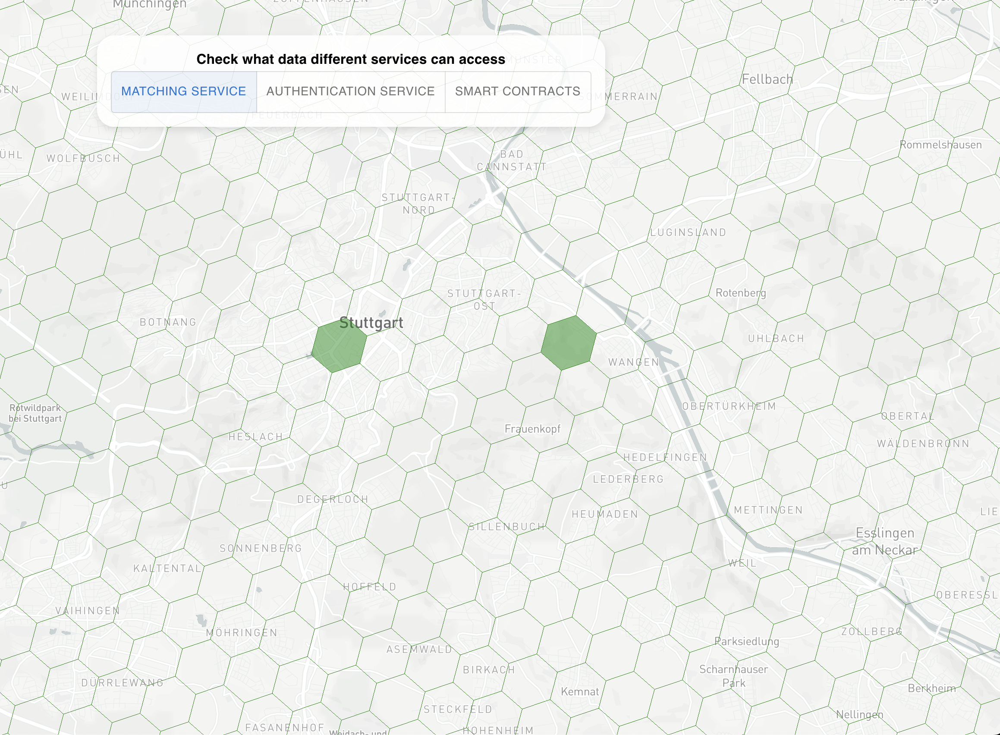 Münchingen
ZUFFENHAUSEN
Check what data different services can access
MÜNSTER
MATCHING SERVICE
AUTHENTICATION SERVICE
SMART CONTRACTS
Fellbach
SOMMERRAIN
WEILIMDORF
FEUERBACH
Rommelshausen
WOLFBUSCH
BAD
CANNSTATT
STUTTGART-
NORD
LUGINSLAND
STUTTGART-
OST
Rotenberg
BOTNANG
Stuttgart
UHLBACH
WANGEN
Rotwildpark
bei Stuttgart
OBERTÜRKHEIM
OBERTAL
HESLACH
Frauenkopf
WÄLDENBRONN
HEDELFINGEN
LEDERBERG
DEGERLOCH
METTINGEN
HEUMADEN
LIE
SILLENBUCH
Esslingen
am Neckar
SONNENBERG
WEIL
KALTENTAL
HOFFELD
OBERESSL
VAIHINGEN
MÖHRINGEN
ZOLLBERG
Parksiedlung
ASEMWALD
BIRKACH
Scharnhauser
Park
DÜRRLEWANG
Kemnat
Berkheim
STECKFELD
Nellingen
FASANENHOF
Weidach- und
HOHENHEIM